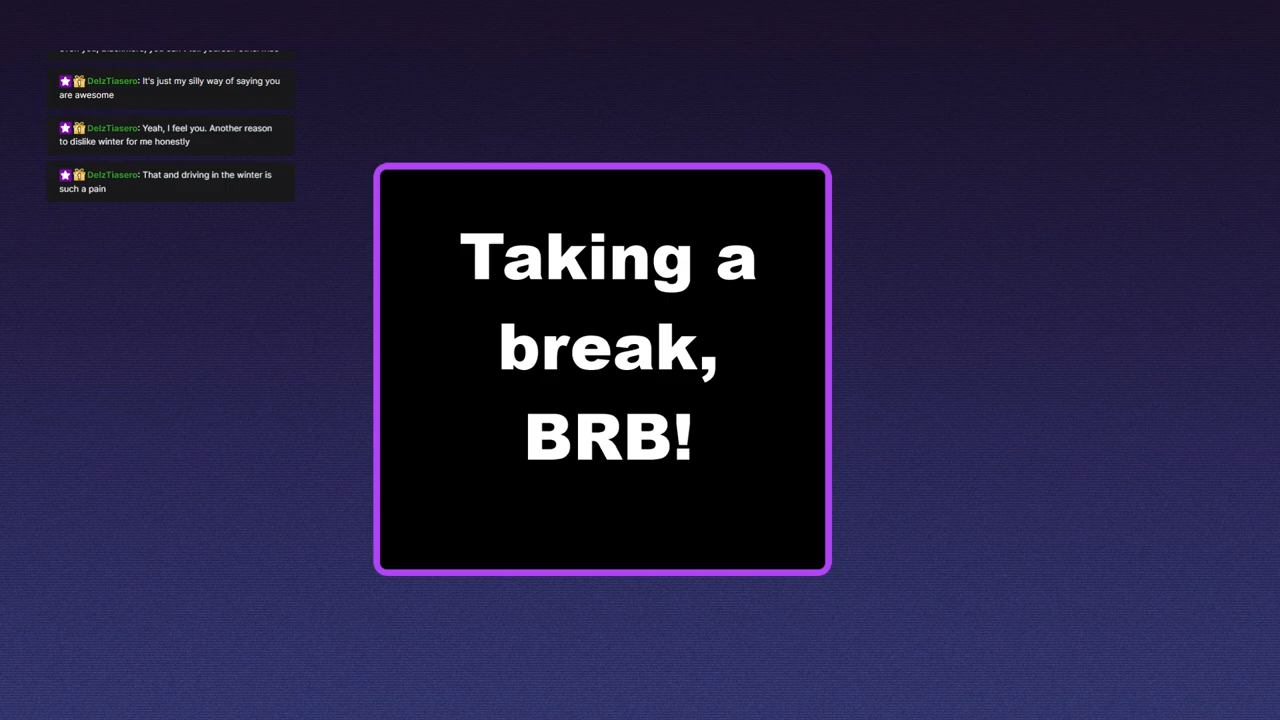 DelzTiasero: It's just my silly way of saying you
are awesome
DelzTiasero: Yeah, I feel you. Another reason
to dislike winter for me honestly
DelzTiasero: That and driving in the winter is
such a pain
Taking a
break,
BRB!